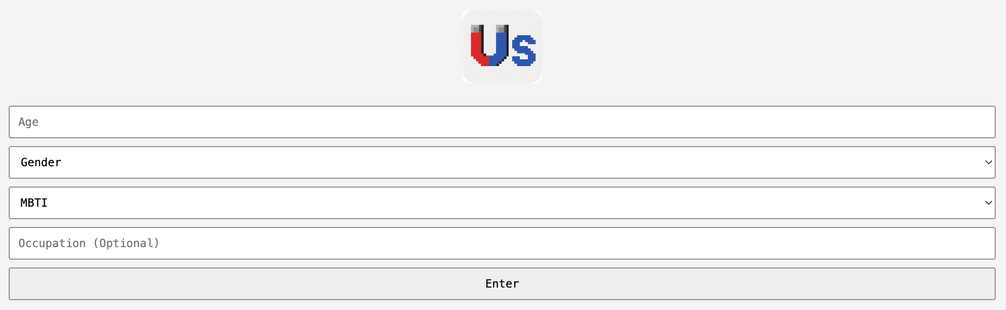 Us
Age
Gender
MBTI
Occupation (Optional)
Enter